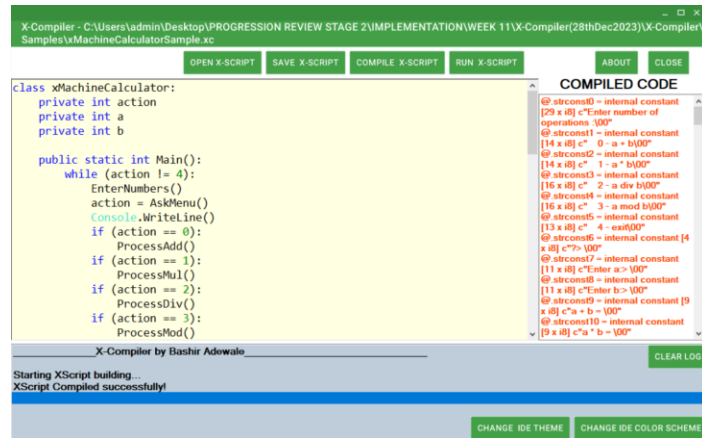 X-Compiler - C:\Users\admin\Desktop\PROGRESSION REVIEW STAGE 2\IMPLEMENTATION\WEEK 11\X-Compiler(28thDec2023)\X-Compiler\
Samples\xMachineCalculatorSample.xc
OPEN X-SCRIPT SAVE X-SCRIPT COMPILE X-SCRIPT RUN X-SCRIPT ABOUT CLOSE
class xMachineCalculator:
private int action
private int a
private int b
public static int Main():
while (action != 4):
EnterNumbers()
action = AskMenu()
Console.WriteLine()
if (action == 0):
ProcessAdd()
if (action == 1):
ProcessMul()
if (action == 2):
ProcessDiv()
if (action == 3):
ProcessMod()
COMPILED CODE
@.strconst0 = internal constant
[29 x i8] c"Enter number of
operations :\00"
@.strconst1 = internal constant
[14 x i8] c" 0 - a + b\00"
@.strconst2 = internal constant
[14 x i8] c" 1 - a * b\00"
@.strconst3 = internal constant
[16 x i8] c" 2 - a div b\00"
@.strconst4 = internal constant
[16 x i8] c" 3 - a mod b\00"
@.strconst5 = internal constant
[13 x i8] c" 4 - exit\00"
@.strconst6 = internal constant [4
x i8] c"?> \00"
@.strconst7 = internal constant
[11 x i8] c"Enter a:> \00"
@.strconst8 = internal constant
[11 x i8] c"Enter b:> \00"
@.strconst9 = internal constant [9
x i8] c"a + b = \00"
@.strconst10 = internal constant
[9 x i8] c"a * b = \00"
X-Compiler by Bashir Adewale
CLEAR LOG
Starting XScript building...
XScript Compiled successfully!
CHANGE IDE THEME CHANGE IDE COLOR SCHEME